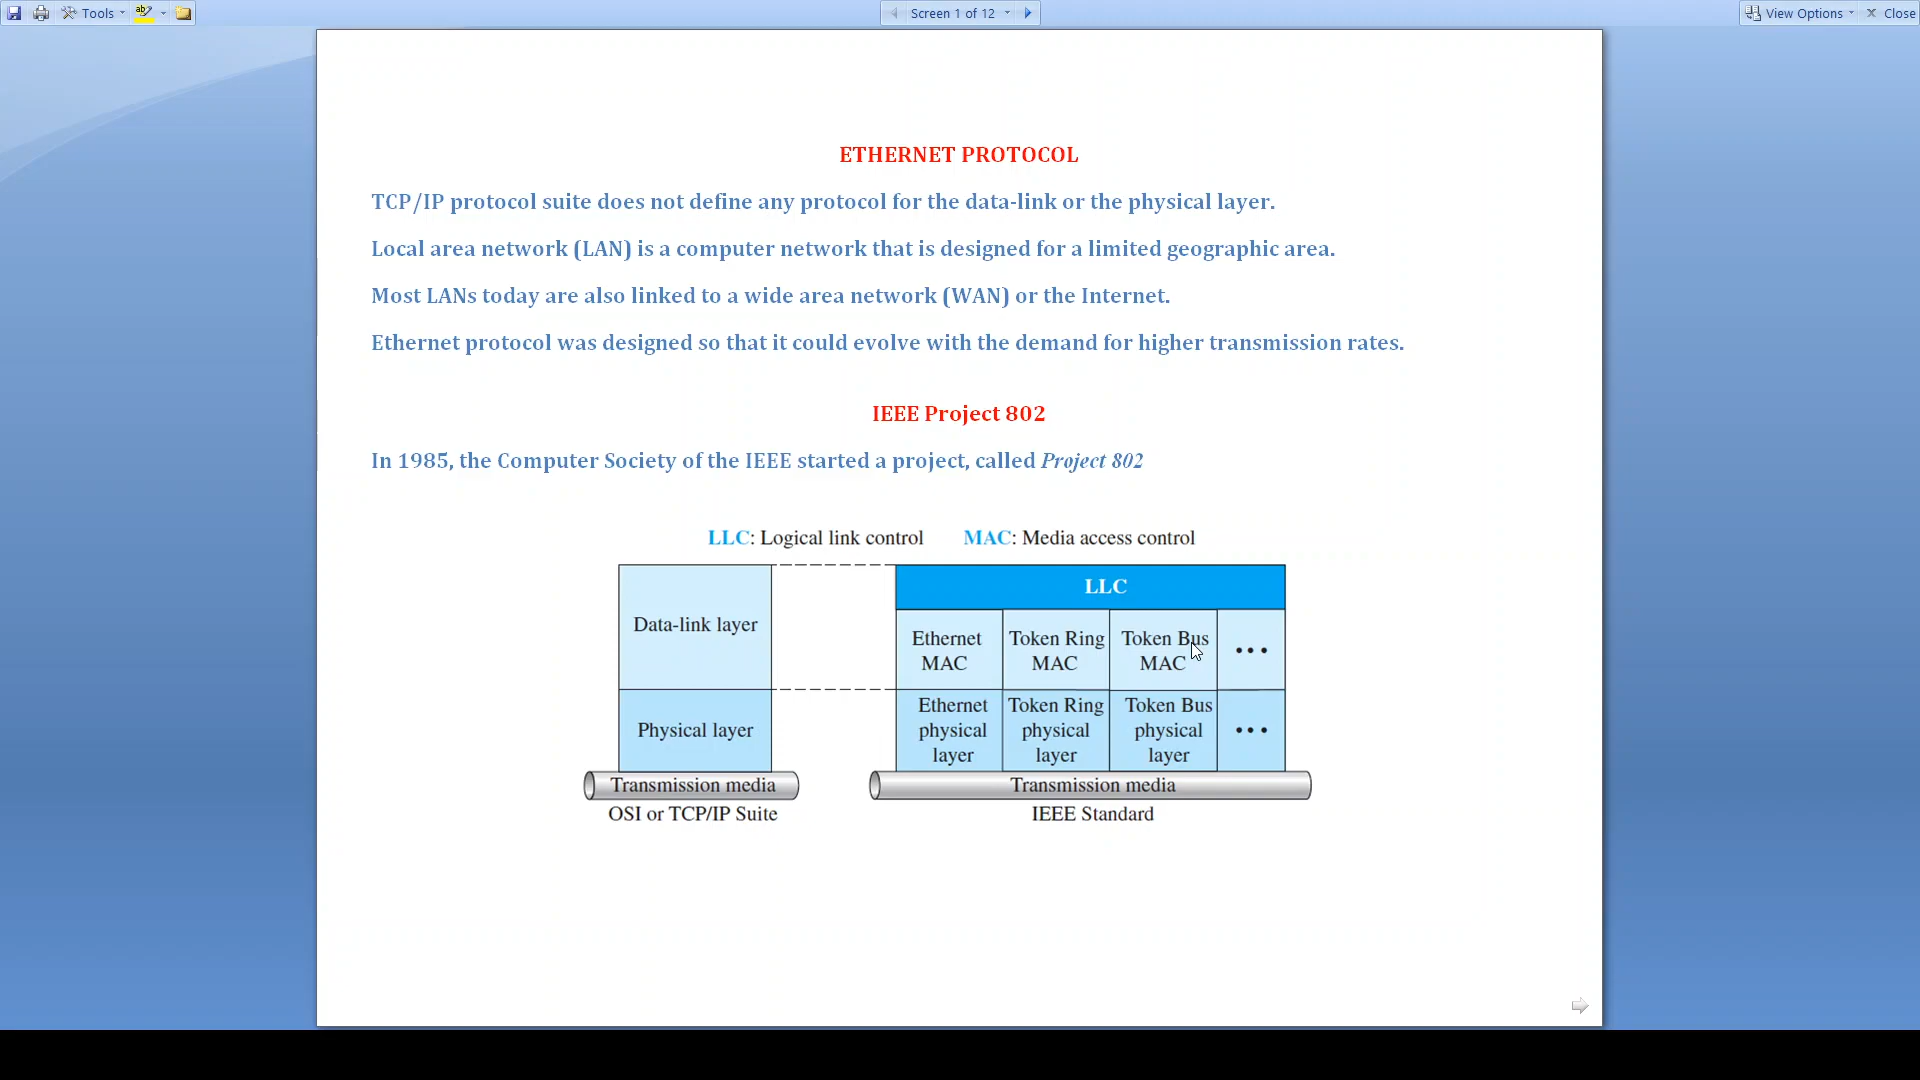 Tools
Screen 1 of 12
View Options
Close
ETHERNET PROTOCOL
TCP/IP protocol suite does not define any protocol for the data-link or the physical layer.
Local area network (LAN) is a computer network that is designed for a limited geographic area.
Most LANs today are also linked to a wide area network (WAN) or the Internet.
Ethernet protocol was designed so that it could evolve with the demand for higher transmission rates.
IEEE Project 802
In 1985, the Computer Society of the IEEE started a project, called Project 802
LLC: Logical link control MAC: Media access control
Data-link layer
Physical layer
Transmission media
OSI or TCP/IP Suite
LLC
Ethernet
MAC
Token Ring
MAC
Token Bus
MAC
• • •
Ethernet
physical
layer
Token Ring
physical
layer
Token Bus
physical
layer
• • •
Transmission media
IEEE Standard